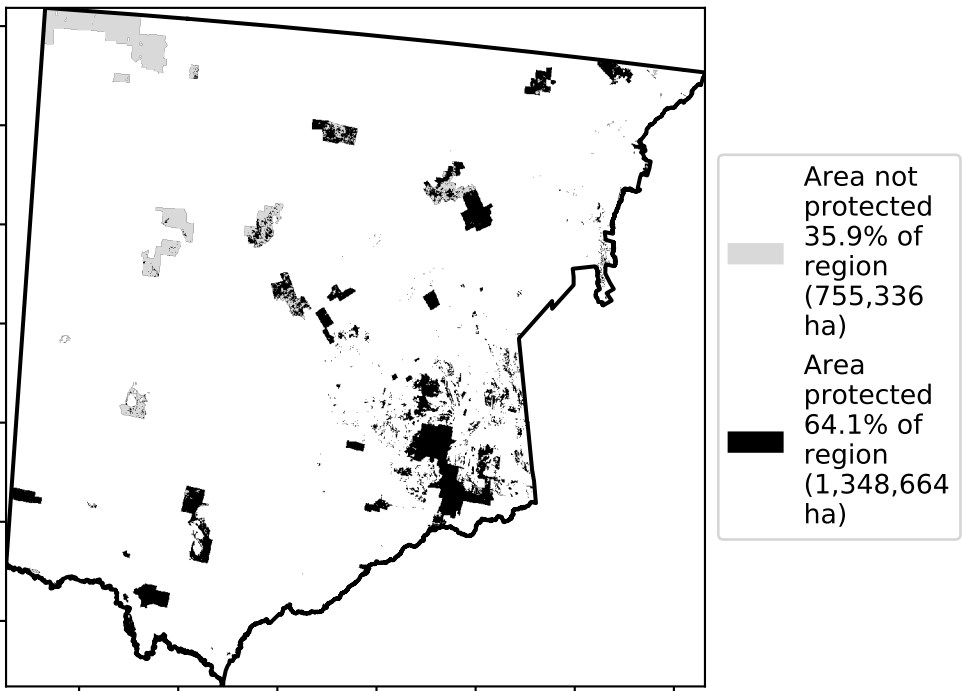 Area not
protected
35.9% of
region
(755,336
ha)
Area
protected
64.1% of
region
(1,348,664
ha)